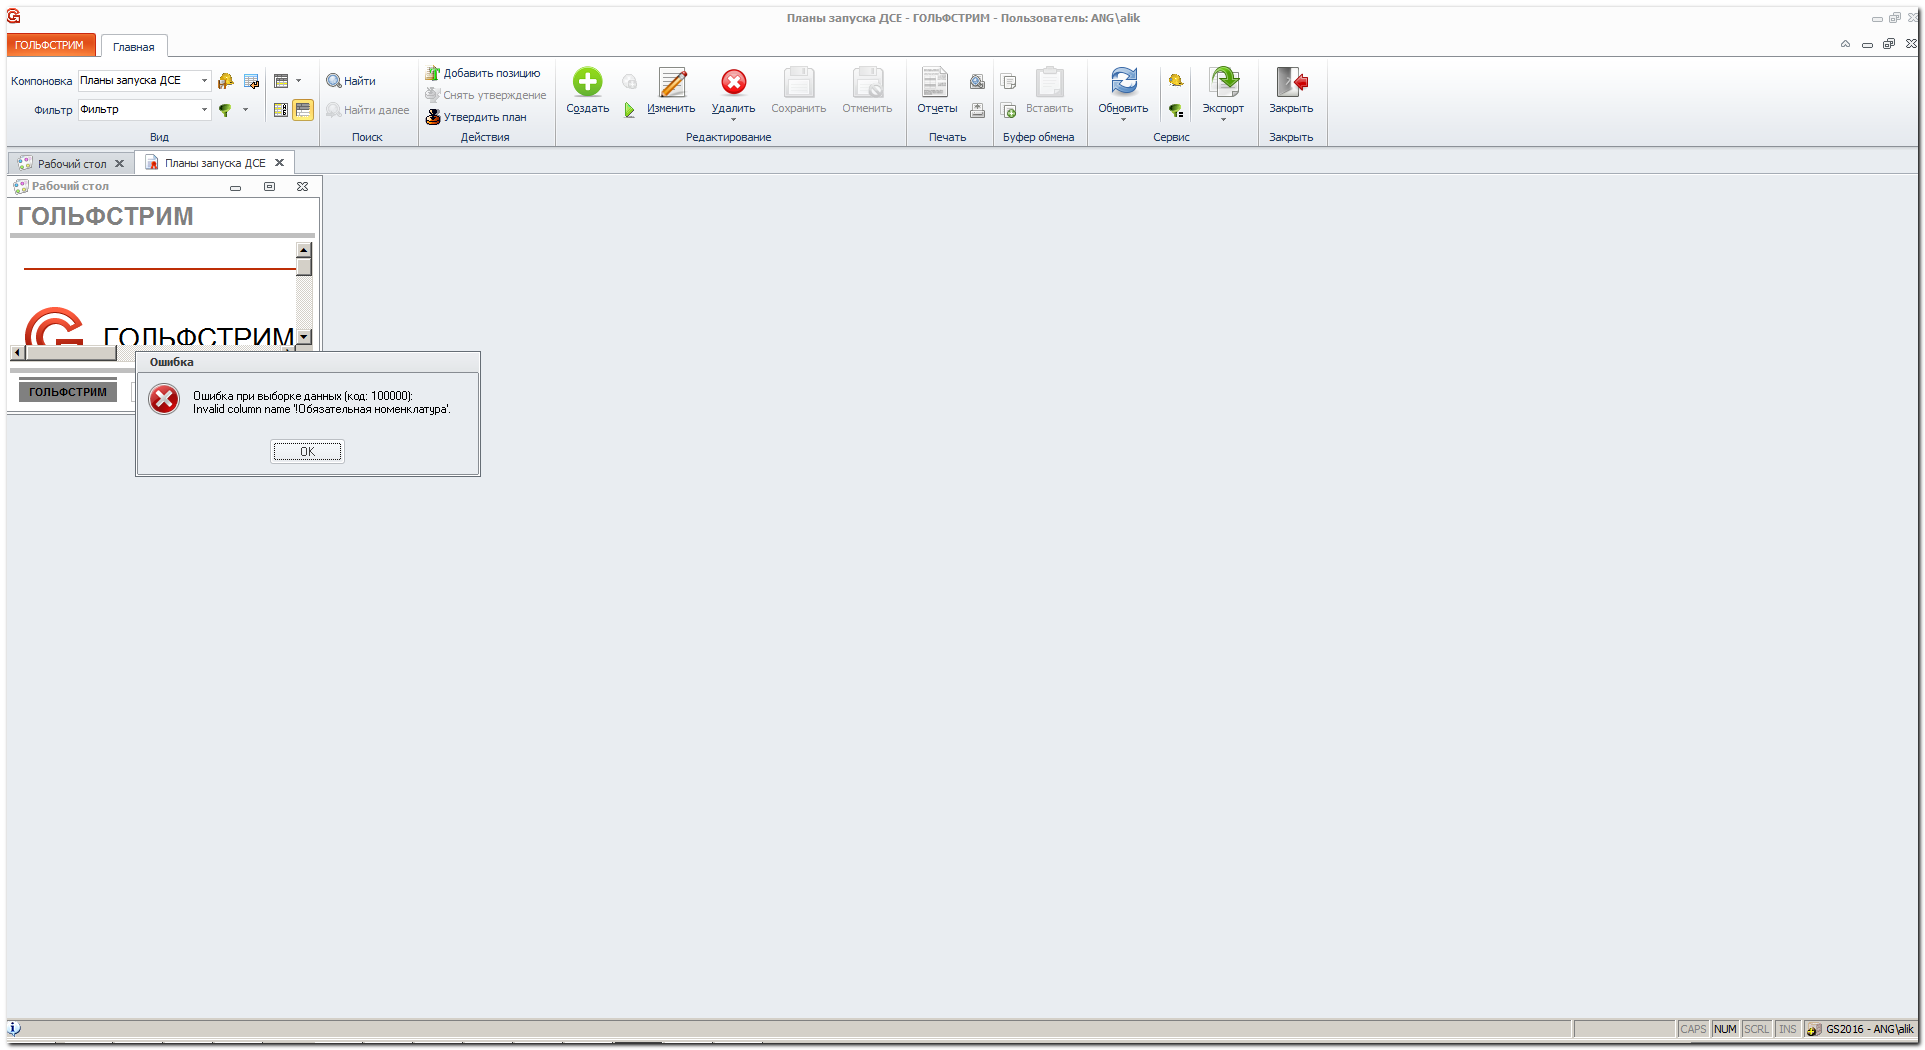 Планы запуска ДСЕ - ГОЛЬФСТРИМ - Пользователь: ANG\alik
ГОЛЬФСТРИМ
Главная
Компоновка
Планы запуска ДСЕ
Фильтр
Фильтр
Вид
Найти
Найти далее
Поиск
Добавить позицию
Снять утверждение
Утвердить план
Действия
Создать
Изменить
Удалить
Сохранить
Отменить
Редактирование
Отчеты
Печать
Вставить
Буфер обмена
Обновить
Экспорт
Сервис
Закрыть
Закрыть
Рабочий стол
Планы запуска ДСЕ
Рабочий стол
ГОЛЬФСТРИМ
ГОЛЬФСТРИМ
ГОЛЬФСТРИМ
Ошибка
Ошибка при выборке данных (код: 100000):
Invalid column name '!Обязательная номенклатура'.
OK
CAPS
NUM
SCRL
INS
GS2016 - ANG\alik